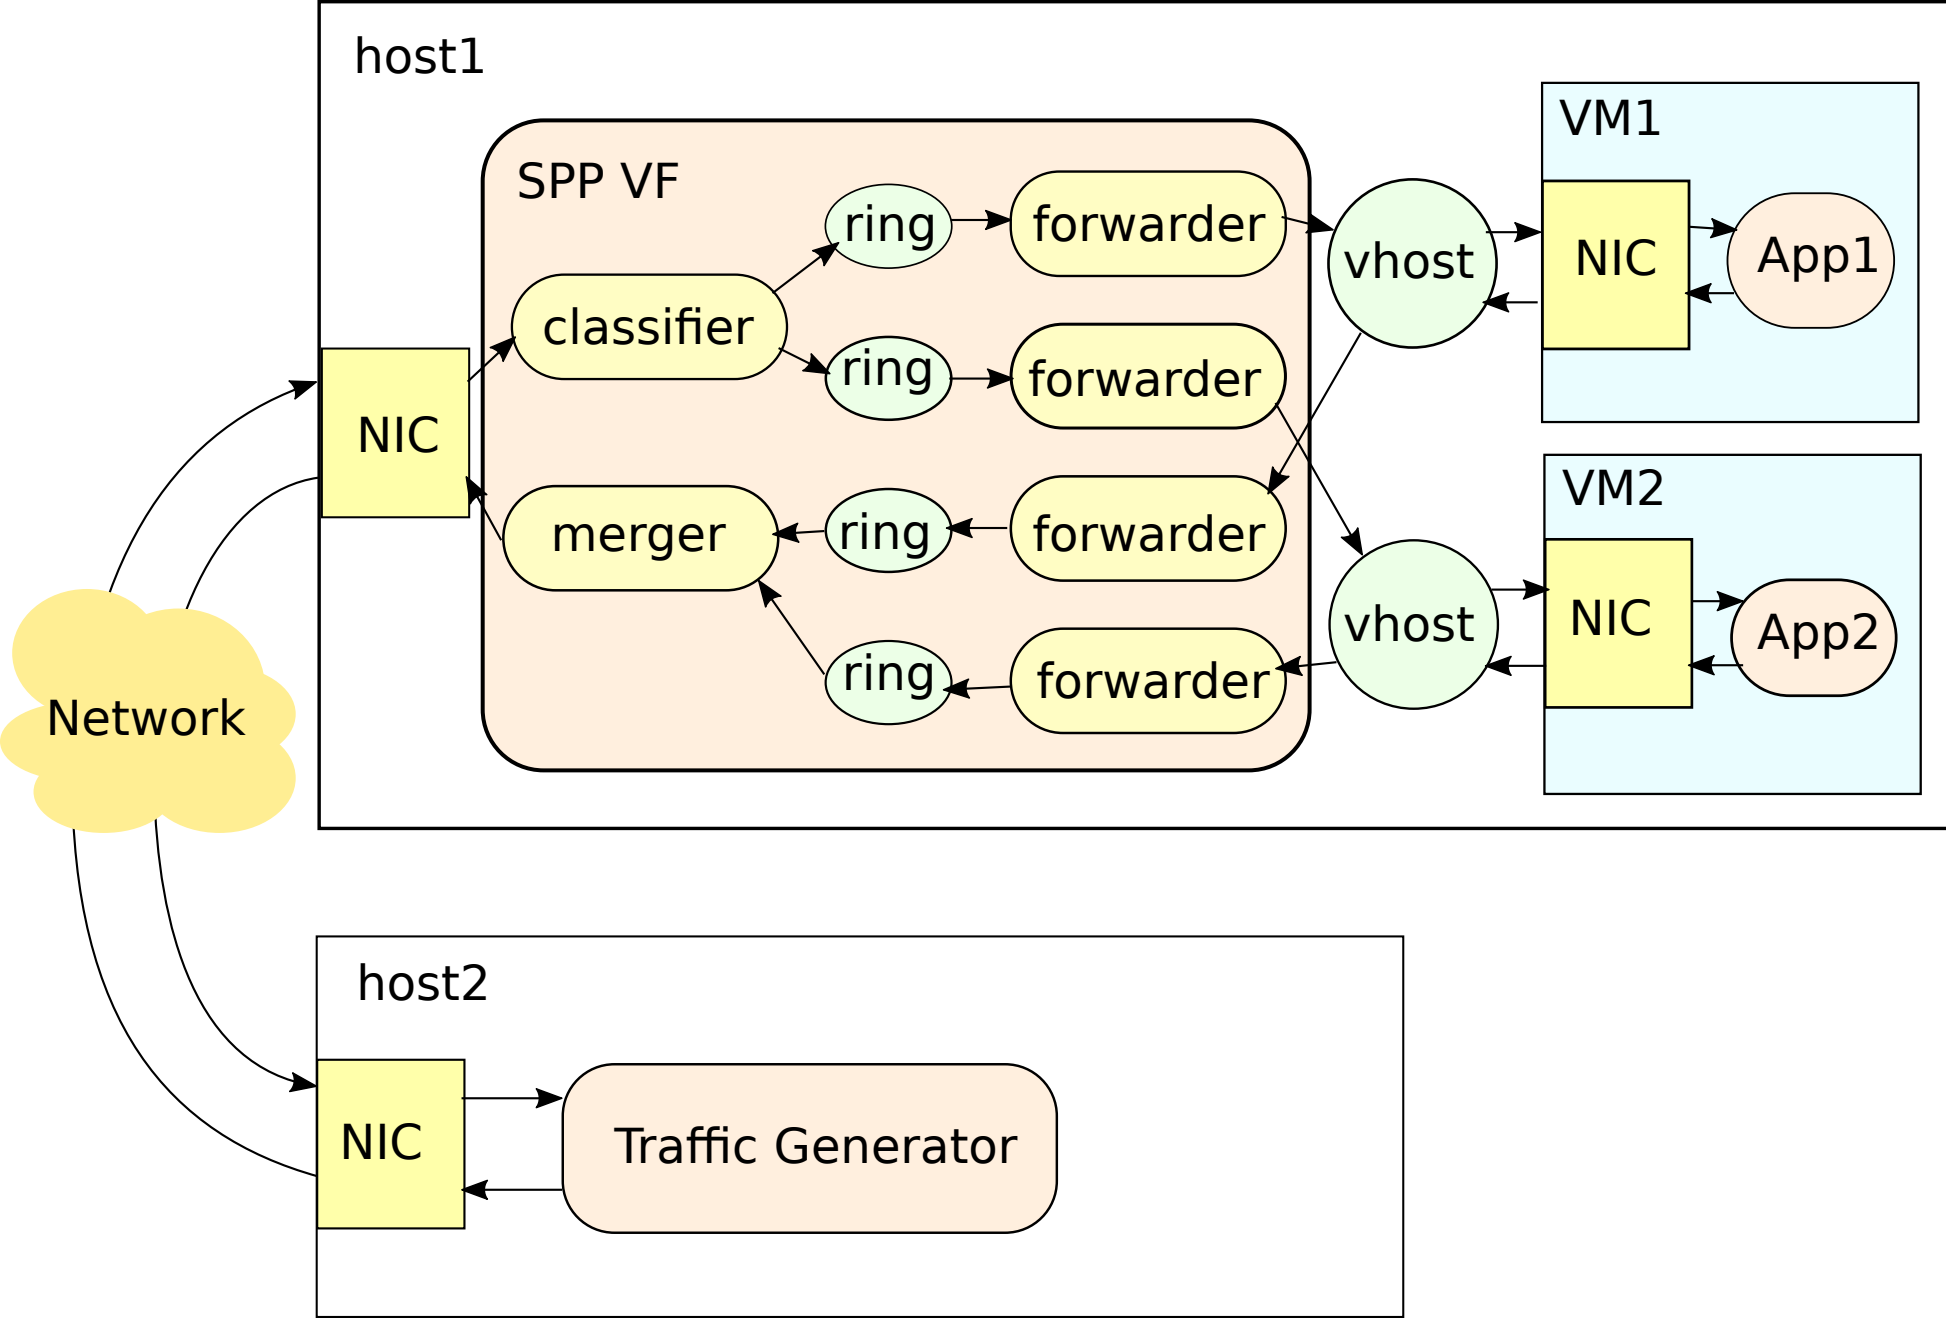 host1
VM1
SPP VF
ring
forwarder
vhost
NIC
App1
classifier
ring
forwarder
NIC
VM2
merger
ring
forwarder
vhost
NIC
App2
ring
forwarder
Network
host2
NIC
Traffic Generator